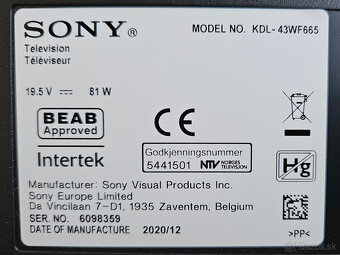 SONY®
MODEL NO. KDL-43WF665
Television
Téléviseur
19.5 V ⎓ 81 W
BEAB
Approved
Intertek
CE
Godkjenningsnummer
5441501 NTV NORGES TELEVISION
Hg
Manufacturer: Sony Visual Products Inc.
Sony Europe Limited
Da Vincilaan 7-D1, 1935 Zaventem, Belgium
SER. NO. 6098359
DATE OF MANUFACTURE 2020/12
>PP<